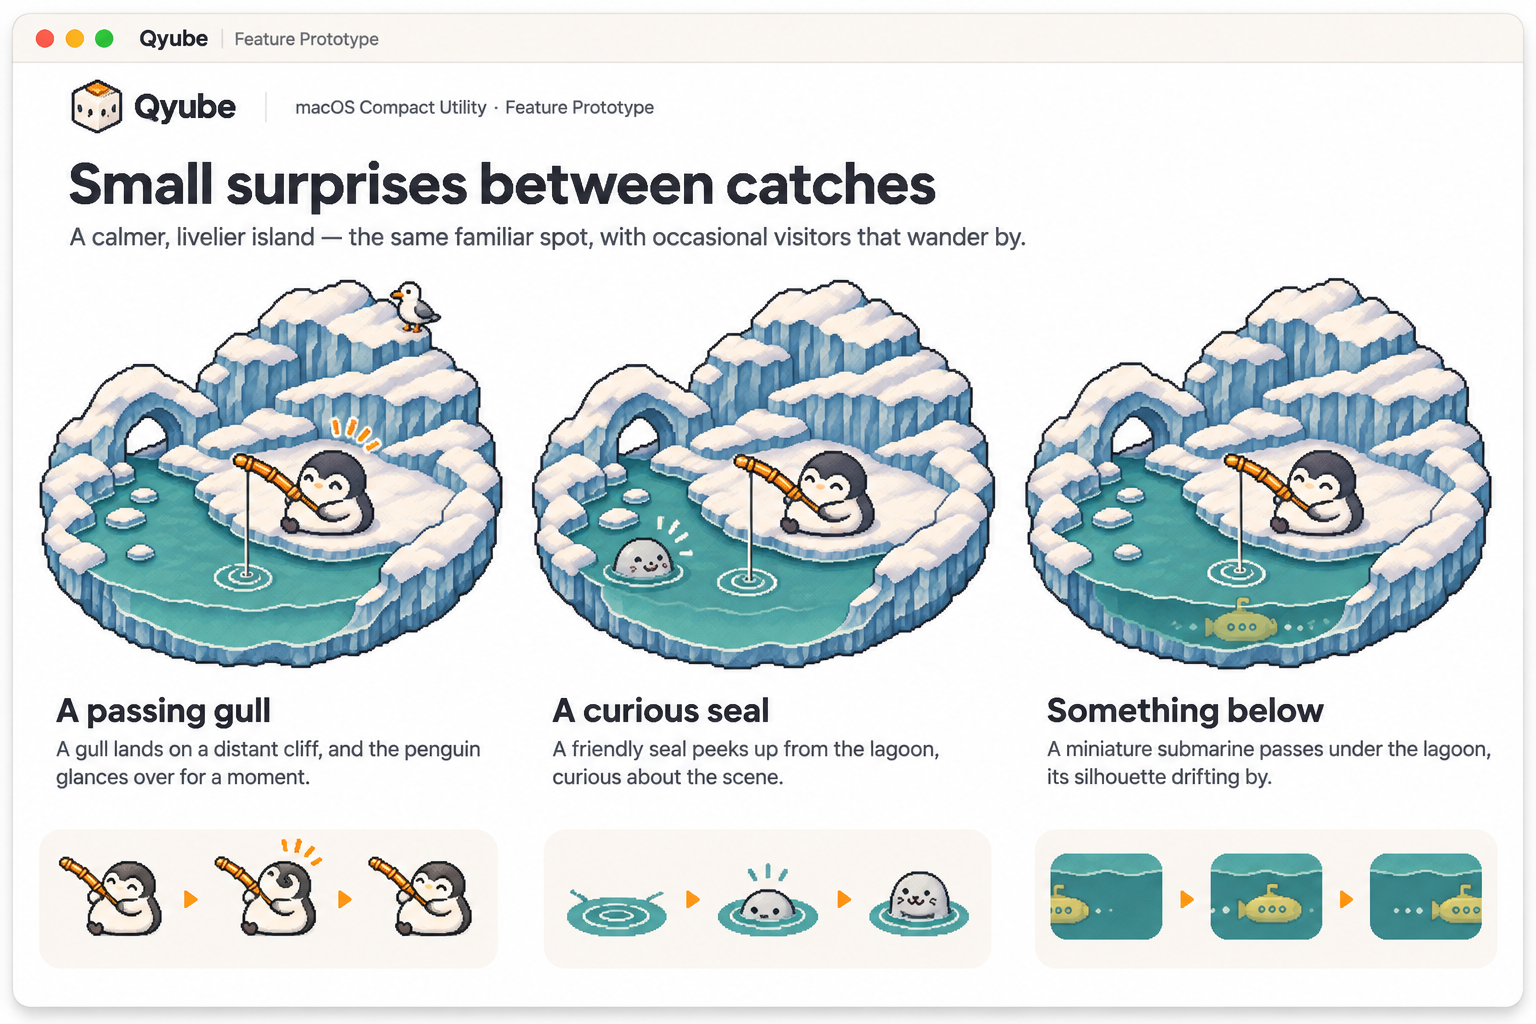 Qyube | Feature Prototype
Qyube | macOS Compact Utility · Feature Prototype
Small surprises between catches
A calmer, livelier island — the same familiar spot, with occasional visitors that wander by.
A passing gull
A gull lands on a distant cliff, and the penguin
glances over for a moment.
A curious seal
A friendly seal peeks up from the lagoon,
curious about the scene.
Something below
A miniature submarine passes under the lagoon,
its silhouette drifting by.